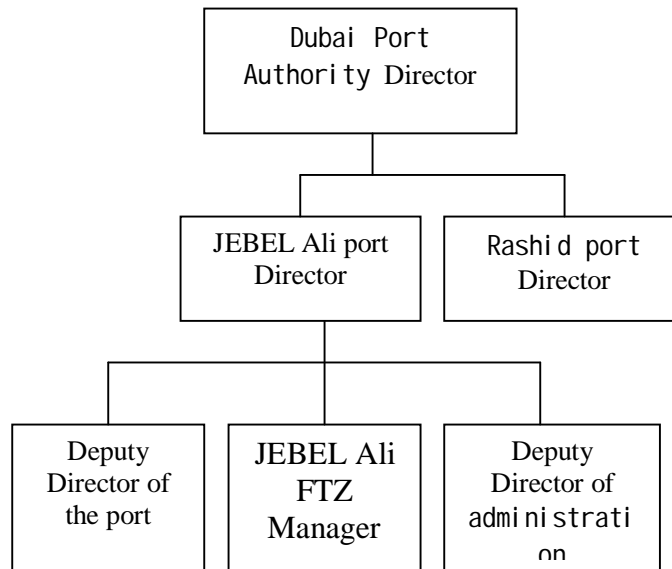 Dubai Port
Authority Director
JEBEL Ali port
Director
Rashid port
Director
Deputy
Director of
the port
JEBEL Ali
FTZ
Manager
Deputy
Director of
administrati
on